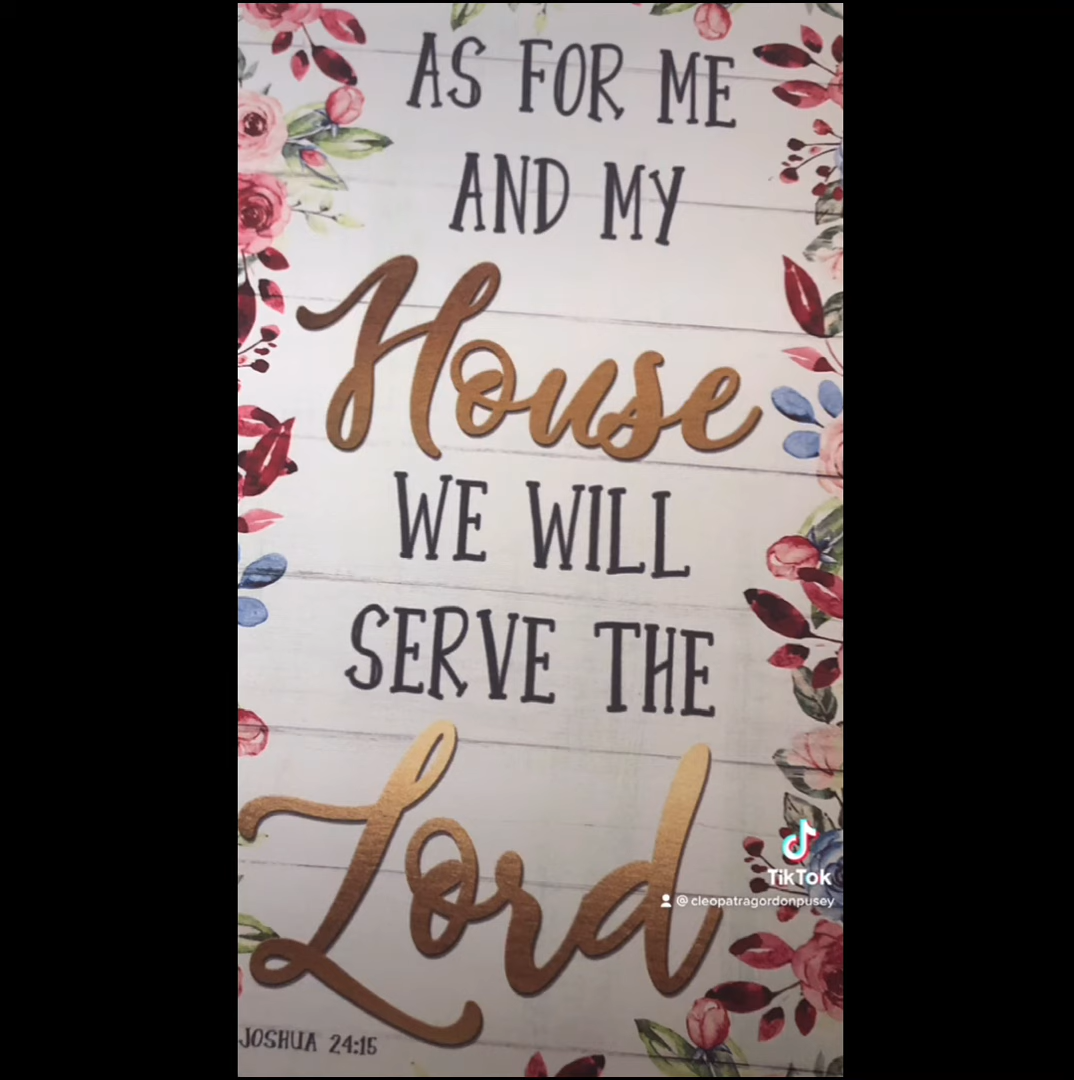 AS FOR ME
AND MY
House
WE WILL
SERVE THE
Lord
TikTok
@cleopatragordonpusey
JOSHUA 24:15